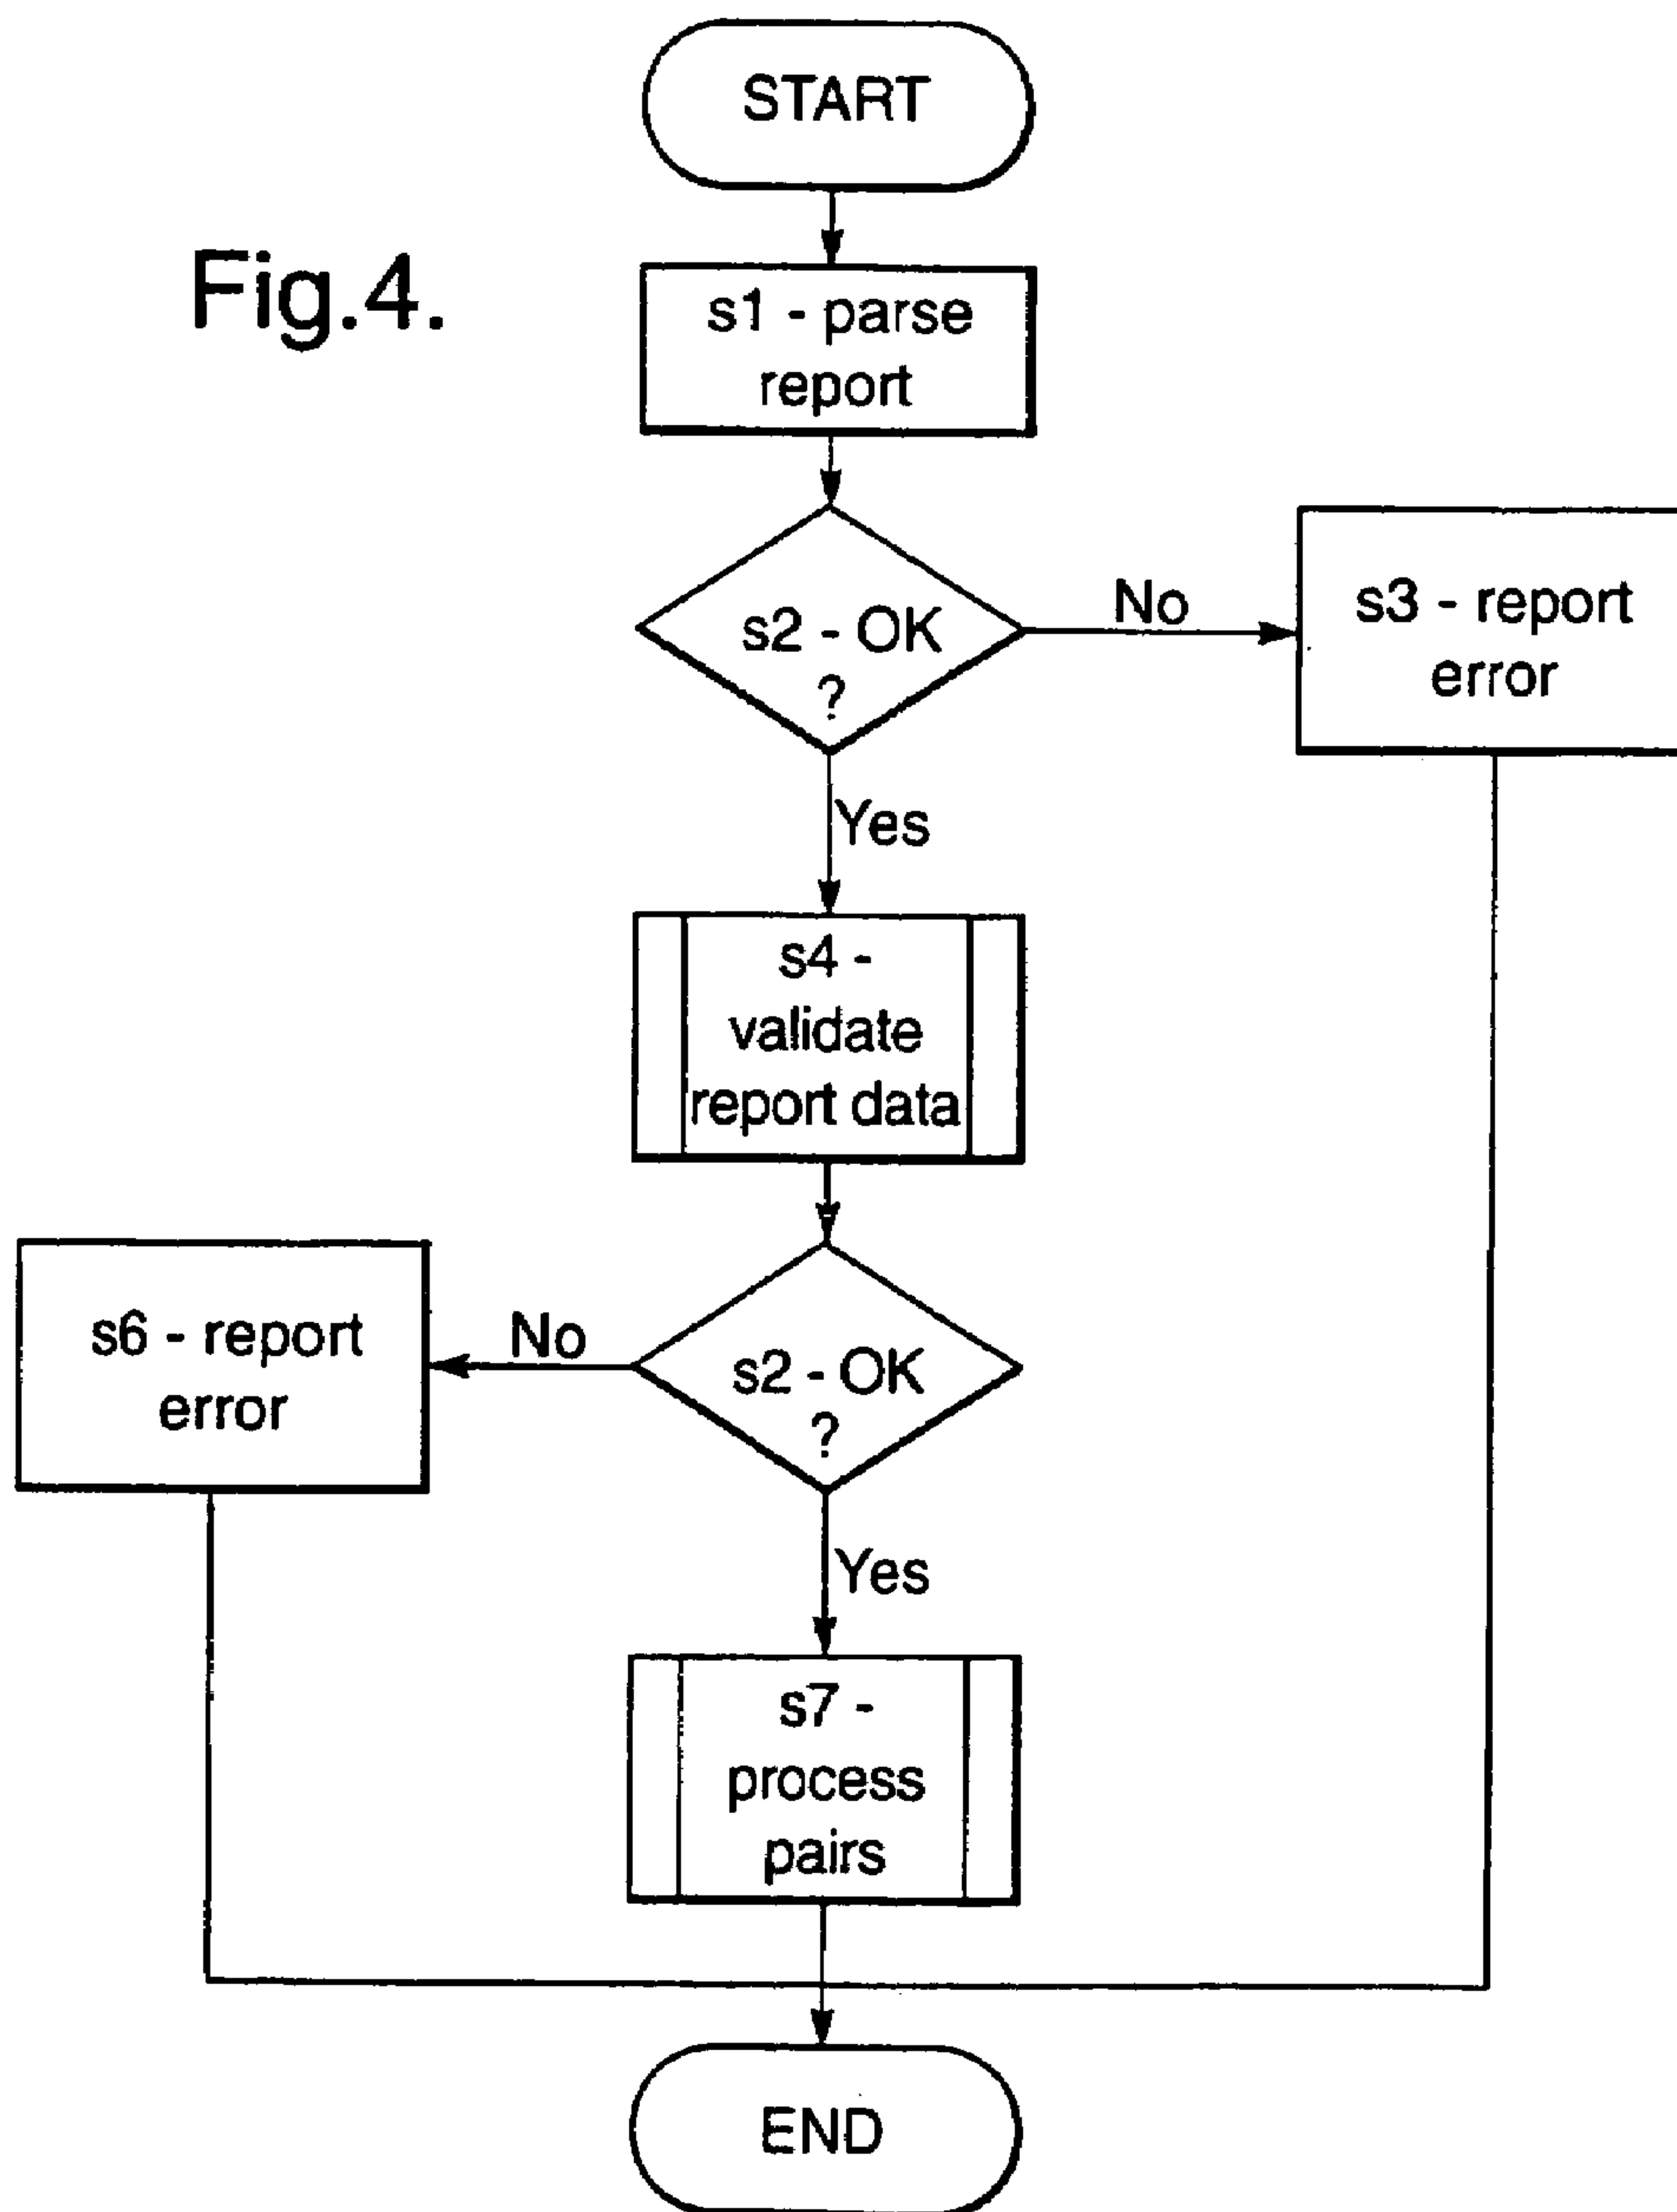 START
Fig.4.
s1 - parse
report
s2 - OK
?
No
s3 - report
error
Yes
s4 -
validate
report data
s6 - report
error
No
s2 - OK
?
Yes
s7 -
process
pairs
END